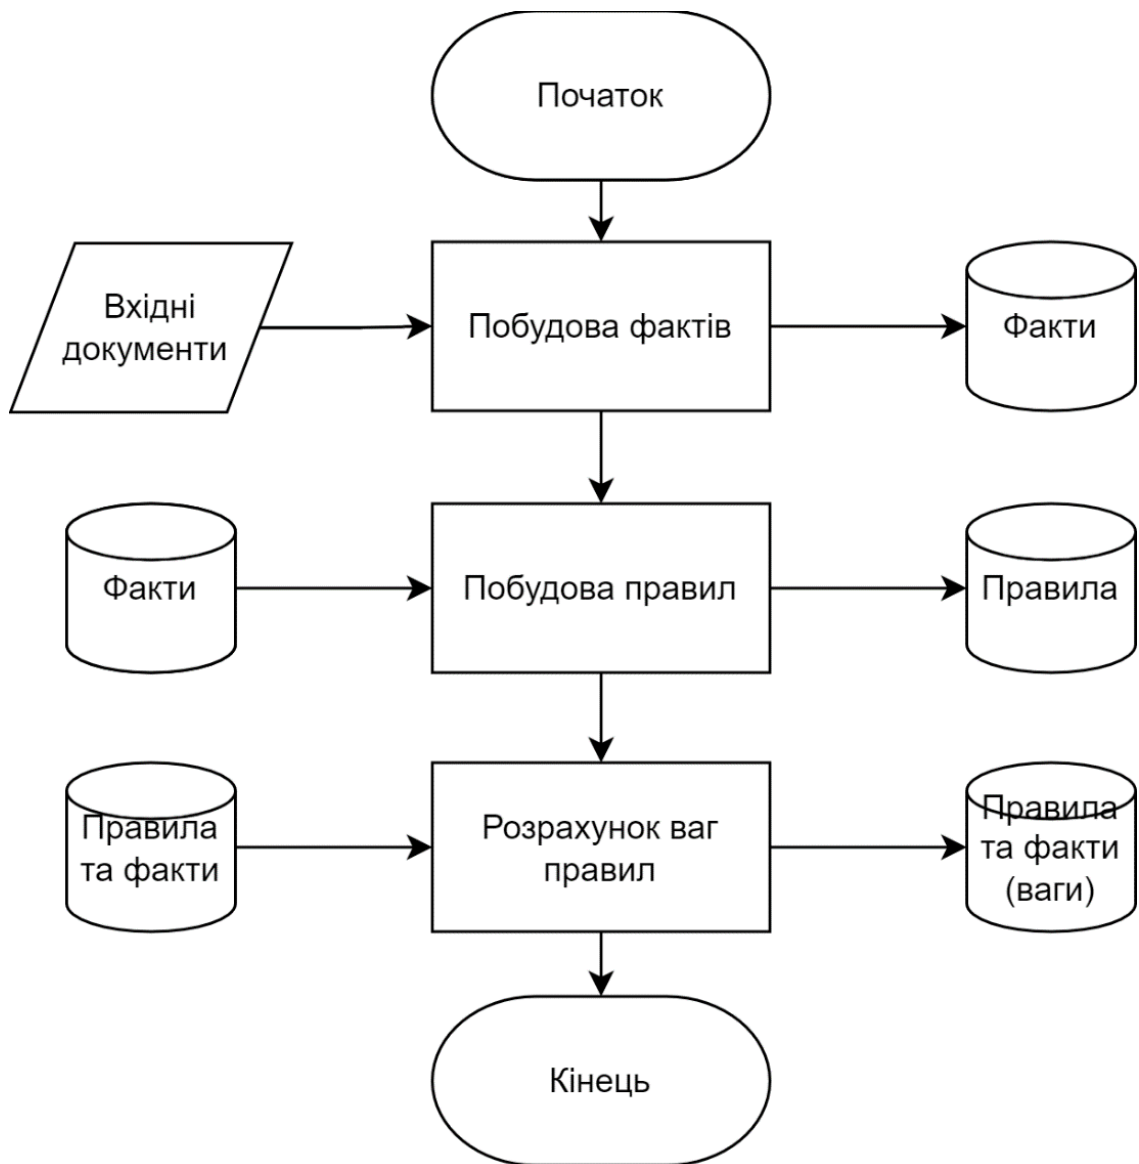 Початок
Вхідні
документи
Побудова фактів
Факти
Факти
Побудова правил
Правила
Правила
та факти
Розрахунок ваг
правил
Правила
та факти
(ваги)
Кінець